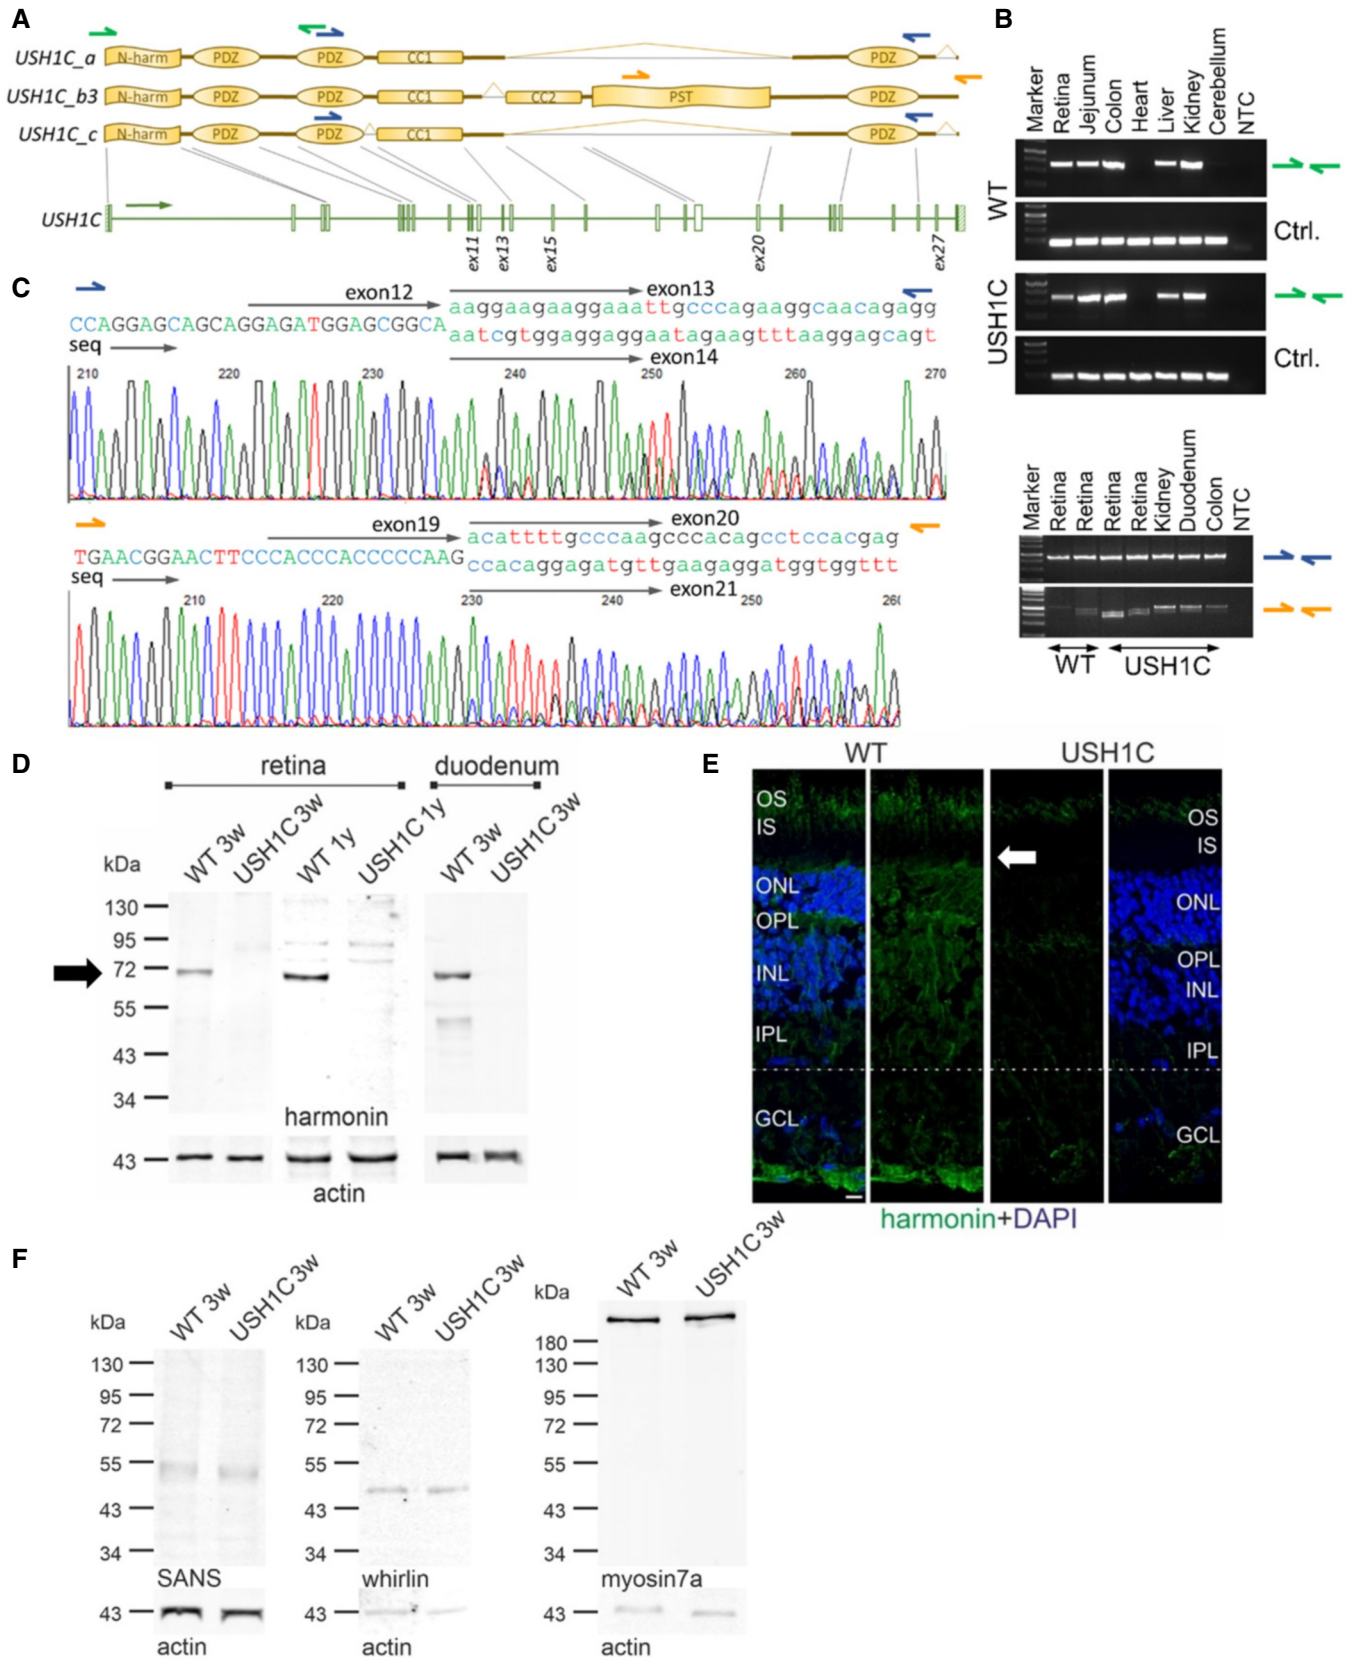 A
USH1C_a
N-harm PDZ PDZ CC1 PDZ
USH1C_b3
N-harm PDZ PDZ CC1 CC2 PST PDZ
USH1C_c
N-harm PDZ PDZ CC1 PDZ
USH1C
ex11 ex13 ex15 ex20 ex27
B
Marker Retina Jejunum Colon Heart Liver Kidney Cerebellum NTC
WT
Ctrl.
USH1C
Ctrl.
Marker Retina Retina Retina Retina Kidney Duodenum Colon NTC
WT USH1C
C
exon12 exon13
aaggaagaaggaaattgcccagaaggcaacagagg
CCAGGAGCAGCAGGAGATGGAGCGGCA
aatcgtggaggaggaatagaagtttaaggagcagt
seq exon14
210 220 230 240 250 260 270
exon19 exon20
acattttgcccaagcccacagcctccacgag
TGAACGGAACTTCCCACCCACCCCCAAG
ccacaggagatgttgaagaggatggtggttt
seq exon21
210 220 230 240 250 260
D
retina duodenum
kDa WT 3w USH1C 3w WT 1y USH1C 1y WT 3w USH1C 3w
130
95
72
55
43
34
harmonin
43
actin
E
WT USH1C
OS OS
IS IS
ONL ONL
OPL OPL
INL INL
IPL IPL
GCL GCL
harmonin+DAPI
F
kDa WT 3w USH1C 3w
130
95
72
55
43
34
SANS
43
actin
kDa WT 3w USH1C 3w
130
95
72
55
43
34
whirlin
43
actin
kDa WT 3w USH1C 3w
180
130
95
72
55
43
34
myosin7a
43
actin